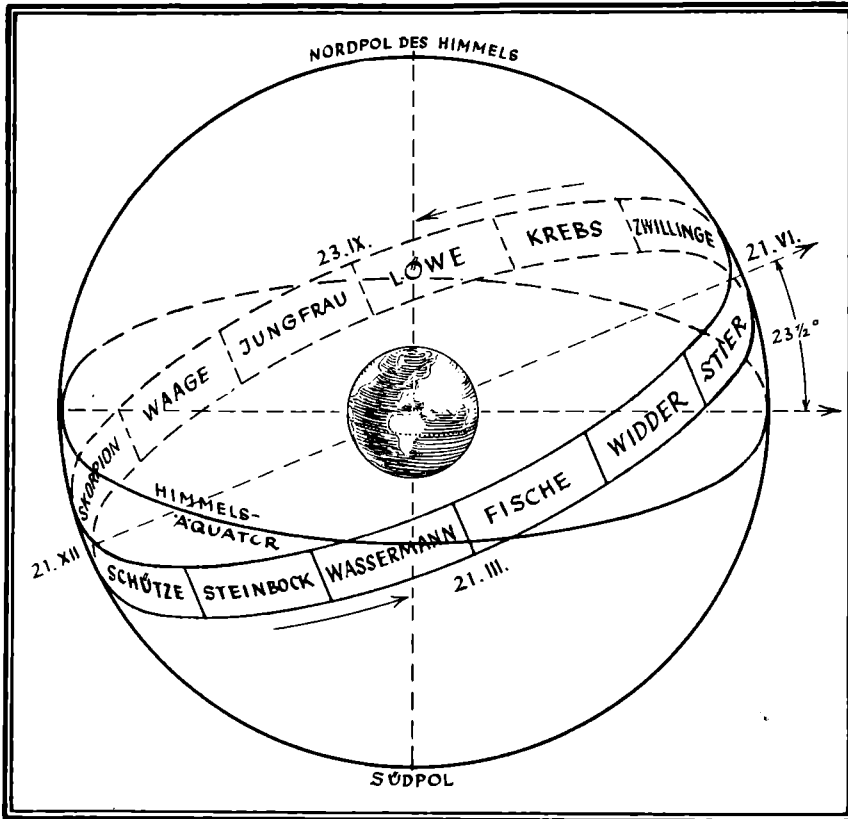 NORDPOL DES HIMMELS
ZWILLINGE
KREBS
LÖWE
23.IX.
21.VI.
JUNGFRAU
23½°
STIER
WAAGE
WIDDER
SKORPION
FISCHE
HIMMELS-
ÄQUATOR
WASSERMANN
21.XII
SCHÜTZE
STEINBOCK
21.III.
SÜDPOL